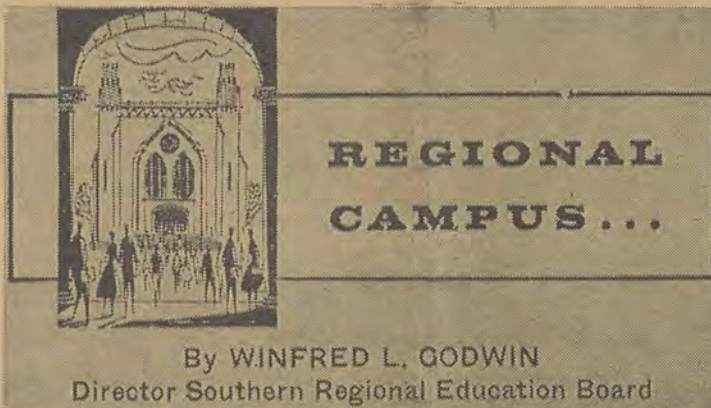 REGIONAL
CAMPUS...
By WINFRED L. GODWIN
Director Southern Regional Education Board